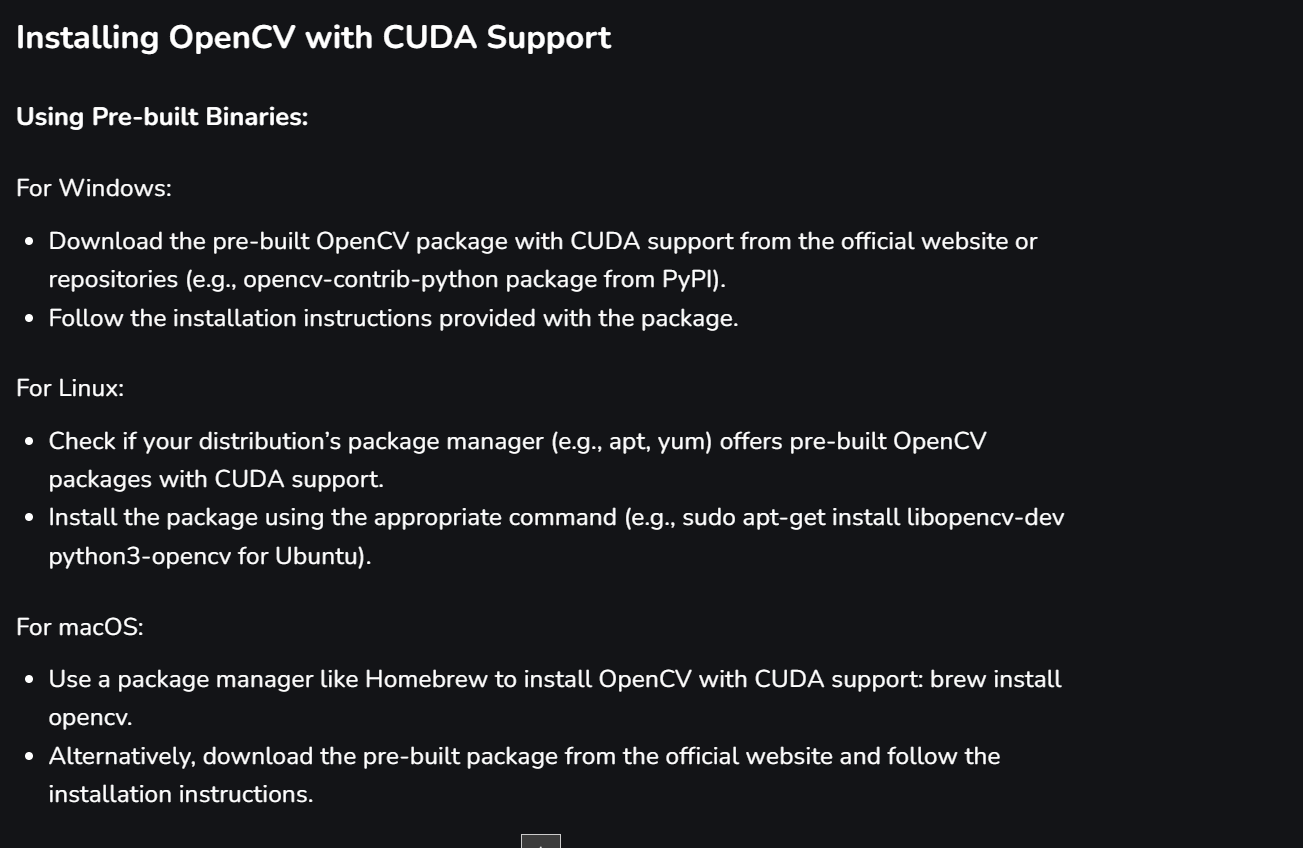 Installing OpenCV with CUDA Support
Using Pre-built Binaries:
For Windows:
• Download the pre-built OpenCV package with CUDA support from the official website or
repositories (e.g., opencv-contrib-python package from PyPI).
• Follow the installation instructions provided with the package.
For Linux:
• Check if your distribution’s package manager (e.g., apt, yum) offers pre-built OpenCV
packages with CUDA support.
• Install the package using the appropriate command (e.g., sudo apt-get install libopencv-dev
python3-opencv for Ubuntu).
For macOS:
• Use a package manager like Homebrew to install OpenCV with CUDA support: brew install
opencv.
• Alternatively, download the pre-built package from the official website and follow the
installation instructions.